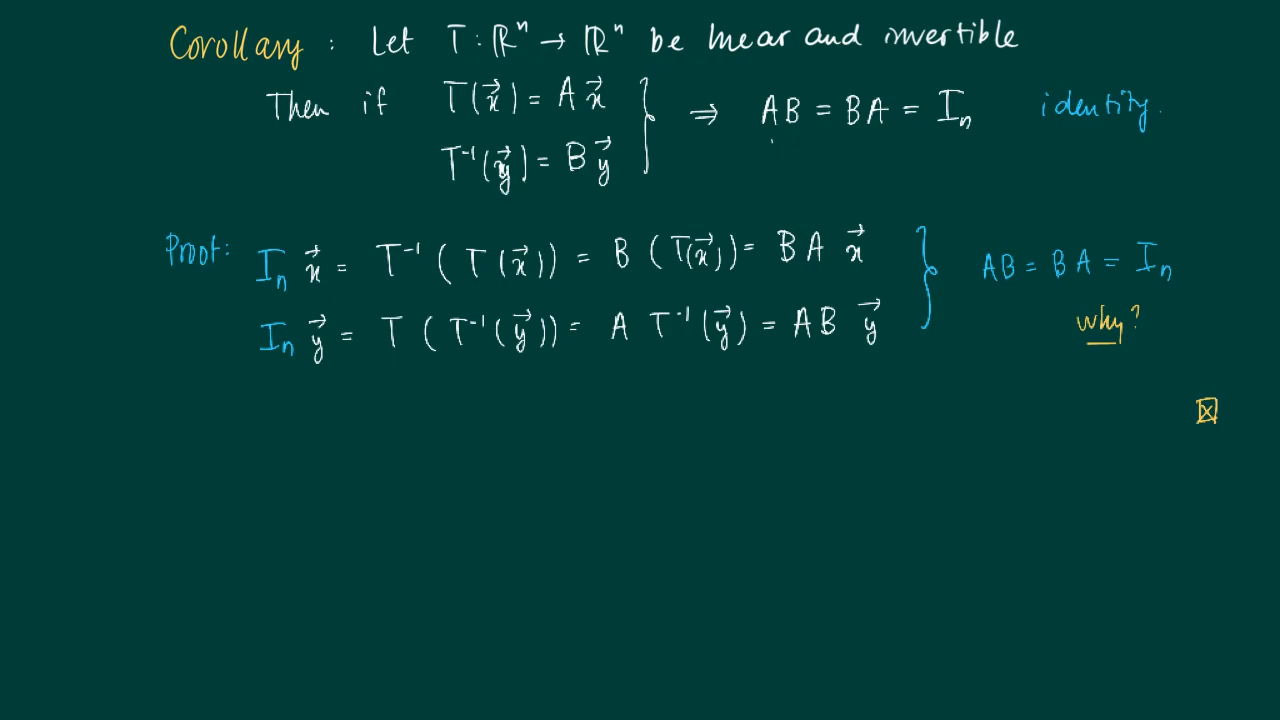 Corollary : Let T : ℝⁿ → ℝⁿ be linear and invertible
Then if T(x⃗) = A x⃗ } ⇒ AB = BA = Iₙ identity.
T⁻¹(y⃗) = B y⃗
Proof: Iₙ x⃗ = T⁻¹ ( T (x⃗)) = B (T(x⃗)) = BA x⃗ } AB = BA = Iₙ
Iₙ y⃗ = T ( T⁻¹ (y⃗)) = A T⁻¹ (y⃗) = AB y⃗ why?